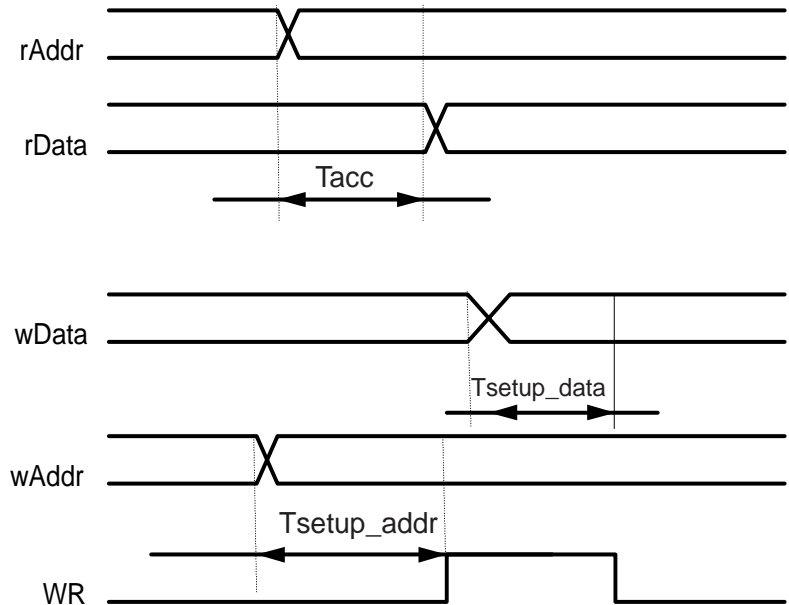 rAddr
rData
Tacc
wData
Tsetup_data
wAddr
Tsetup_addr
WR